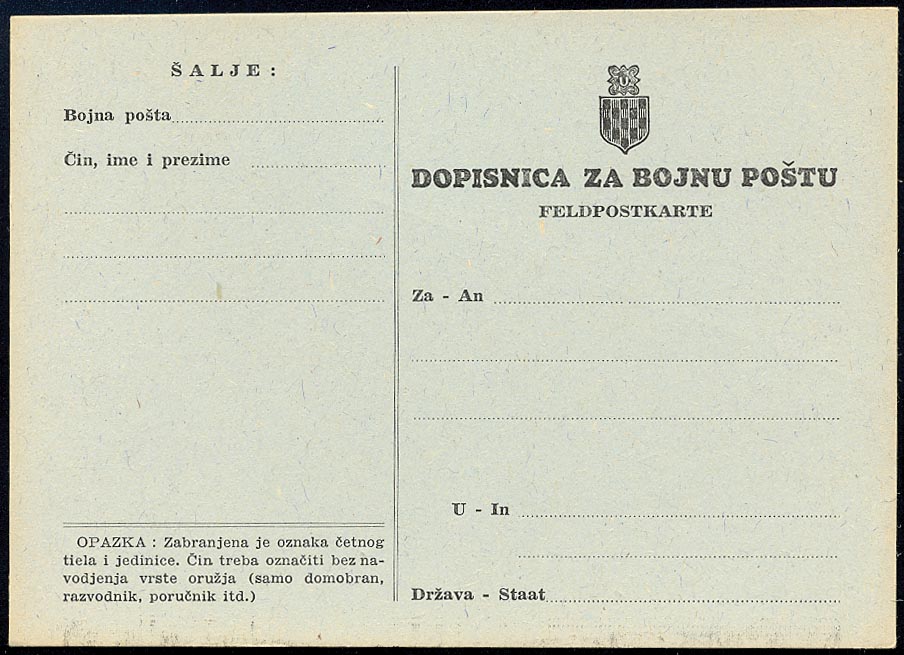 ŠALJE:
Bojna pošta
Čin, ime i prezime
OPAZKA : Zabranjena je oznaka četnog
tiela i jedinice. Čin treba označiti bez na-
vodjenja vrste oružja (samo domobran,
razvodnik, poručnik itd.)
U
DOPISNICA ZA BOJNU POŠTU
FELDPOSTKARTE
Za - An
U - In
Država - Staat